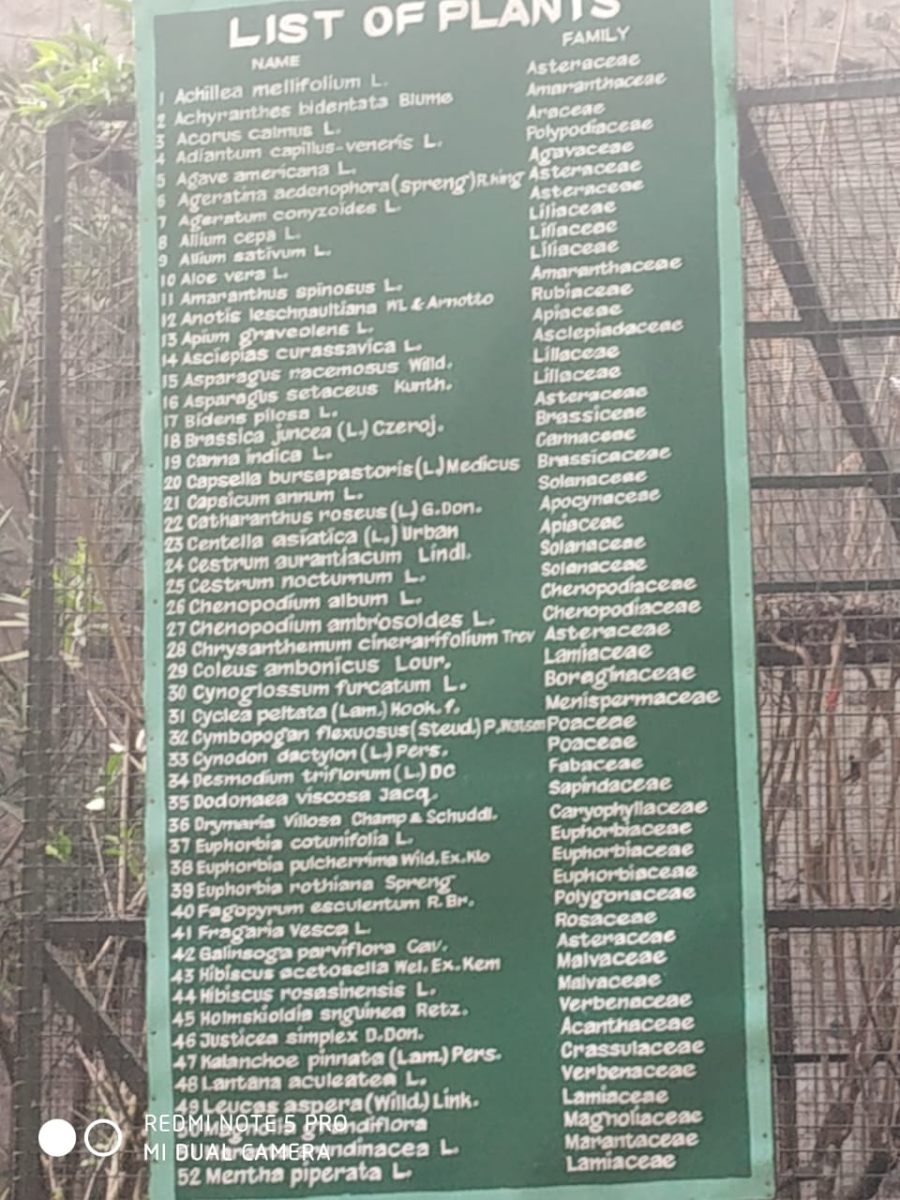 LIST OF PLANTS
NAME FAMILY
1 Achillea mellifolium L. Asteraceae
2 Achyranthes bidentata Blume Amaranthaceae
3 Acorus calmus L. Araceae
4 Adiantum capillus-veneris L. Polypodiaceae
5 Agave americana L. Agavaceae
6 Ageratina aedenophora (spreng) R.king Asteraceae
7 Ageratum conyzoides L. Asteraceae
8 Allium cepa L. Liliaceae
9 Allium sativum L. Liliaceae
10 Aloe vera L. Liliaceae
11 Amaranthus spinosus L. Amaranthaceae
12 Anotis leschnaultiana WL & Arnotto Rubiaceae
13 Apium graveolens L. Apiaceae
14 Asclepias curassavica L. Asclepiadaceae
15 Asparagus racemosus Willd. Liliaceae
16 Asparagus setaceus Kunth. Liliaceae
17 Bidens pilosa L. Asteraceae
18 Brassica juncea (L.) Czeroj. Brassiceae
19 Canna indica L. Cannaceae
20 Capsella bursapastoris (L) Medicus Brassicaceae
21 Capsicum annum L. Solanaceae
22 Catharanthus roseus (L) G.Don. Apocynaceae
23 Centella asiatica (L.) Urban Apiaceae
24 Cestrum aurantiacum Lindl. Solanaceae
25 Cestrum nocturnum L. Solanaceae
26 Chenopodium album L. Chenopodiaceae
27 Chenopodium ambrosoides L. Chenopodiaceae
28 Chrysanthemum cinerarifolium Trev Asteraceae
29 Coleus ambonicus Lour. Lamiaceae
30 Cynoglossum furcatum L. Boraginaceae
31 Cyclea peltata (Lam.) Hook. f. Menispermaceae
32 Cymbopogan flexuosus (Steud.) Poaceae
33 Cynodon dactylon (L.) Pers. Poaceae
34 Desmodium triflorum (L.) DC Fabaceae
35 Dodonaea viscosa Jacq. Sapindaceae
36 Drymaria Villosa Champ & Schuddl. Caryophyllaceae
37 Euphorbia cotunifolia L. Euphorbiaceae
38 Euphorbia pulcherrima Wild.Ex.Klo Euphorbiaceae
39 Euphorbia rothiana Spreng Euphorbiaceae
40 Fagopyrum esculentum R.Br. Polygonaceae
41 Fragaria Vesca L Rosaceae
42 Galinsoga parviflora Cav. Asteraceae
43 Hibiscus acetosella Wel.Ex.Kem Malvaceae
44 Hibiscus rosasinensis L. Malvaceae
45 Holmskioldia snguinea Retz. Verbenaceae
46 Justicea simplex D.Don. Acanthaceae
47 Kalanchoe pinnata (Lam.) Pers. Crassulaceae
48 Lantana aculeatea L. Verbenaceae
49 Leucas aspera (Willd.) Link. Lamiaceae
Magnoliaceae
L. Marantaceae
52 Mentha piperata L. Lamiaceae
REDMI NOTE 5 PRO
MI DUAL CAMERA